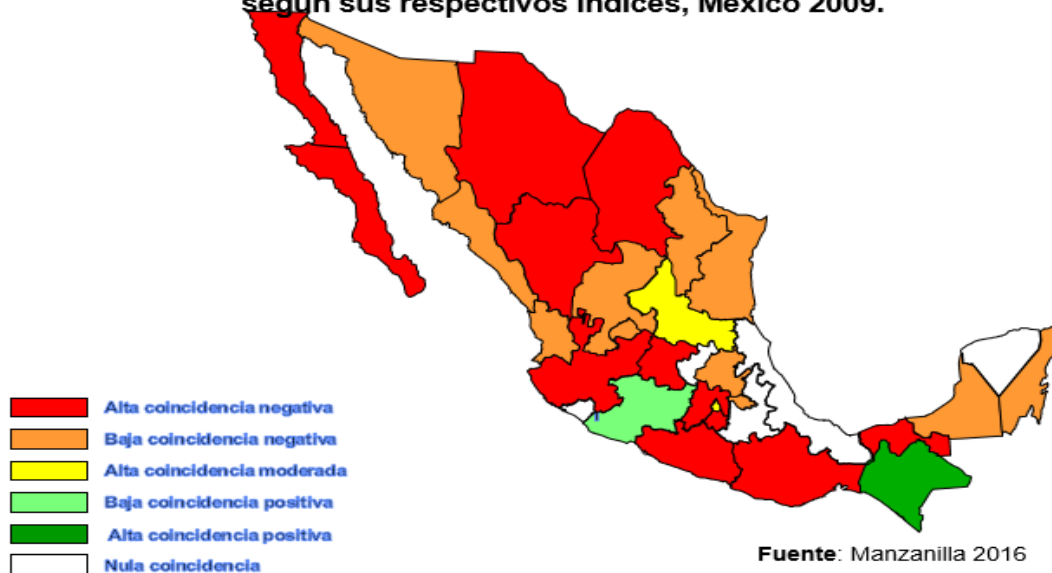 según sus respectivos índices, México 2009.
Alta coincidencia negativa
Baja coincidencia negativa
Alta coincidencia moderada
Baja coincidencia positiva
Alta coincidencia positiva
Nula coincidencia
Fuente: Manzanilla 2016